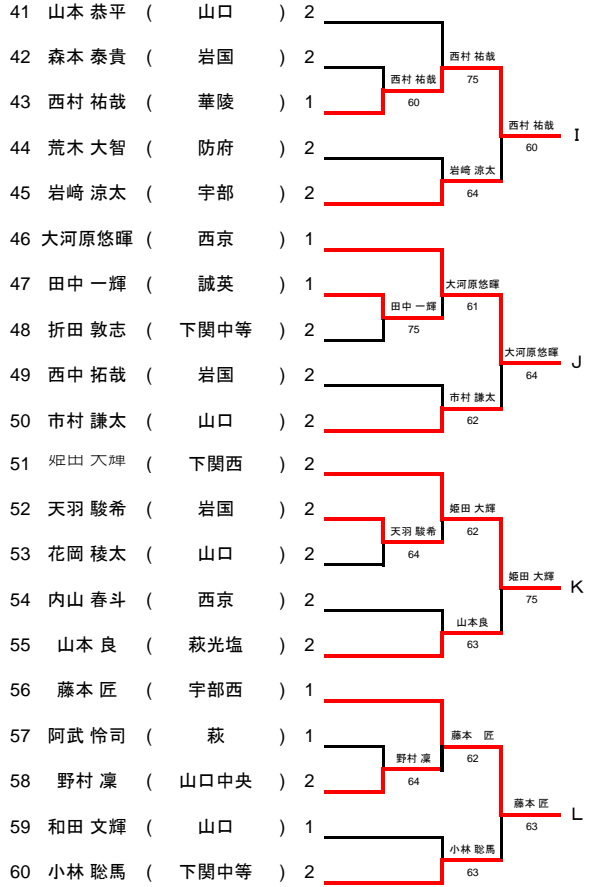 41 山本 恭平 ( 山口 ) 2
42 森本 泰貴 ( 岩国 ) 2
43 西村 祐哉 ( 華陵 ) 1
44 荒木 大智 ( 防府 ) 2
45 岩﨑 涼太 ( 宇部 ) 2
西村 祐哉
60
西村 祐哉
75
岩﨑 涼太
64
西村 祐哉
60
I
46 大河原悠暉 ( 西京 ) 1
47 田中 一輝 ( 誠英 ) 1
48 折田 敦志 ( 下関中等 ) 2
49 西中 拓哉 ( 岩国 ) 2
50 市村 謙太 ( 山口 ) 2
田中 一輝
75
大河原悠暉
61
市村 謙太
62
大河原悠暉
64
J
51 姫田 大輝 ( 下関西 ) 2
52 天羽 駿希 ( 岩国 ) 2
53 花岡 稜太 ( 山口 ) 2
54 内山 春斗 ( 西京 ) 2
55 山本 良 ( 萩光塩 ) 2
天羽 駿希
64
姫田 大輝
62
山本良
63
姫田 大輝
75
K
56 藤本 匠 ( 宇部西 ) 1
57 阿武 怜司 ( 萩 ) 1
58 野村 凜 ( 山口中央 ) 2
59 和田 文輝 ( 山口 ) 1
60 小林 聡馬 ( 下関中等 ) 2
野村 凜
64
藤本 匠
62
小林 聡馬
63
藤本 匠
63
L